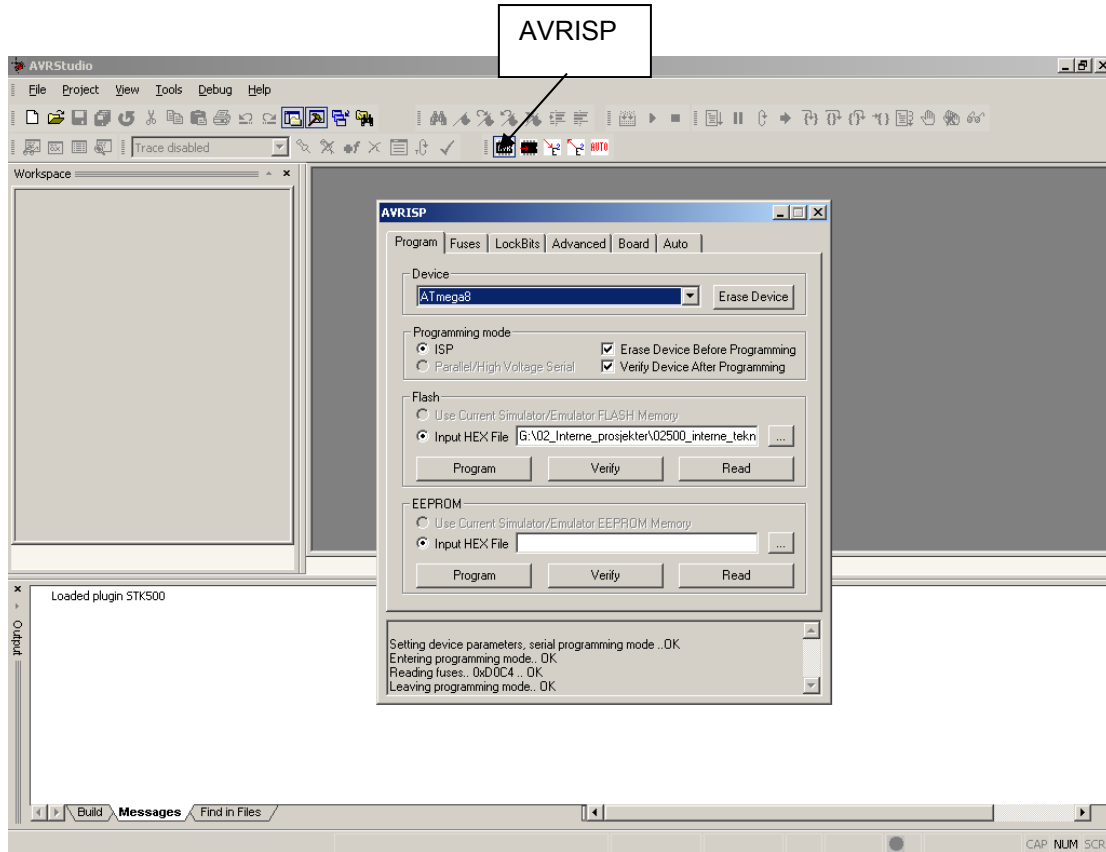 AVRISP
AVRStudio
File Project View Tools Debug Help
Trace disabled
AVR AUTO
Workspace
AVRISP
Program Fuses LockBits Advanced Board Auto
Device
ATmega8 Erase Device
Programming mode
ISP Erase Device Before Programming
Parallel/High Voltage Serial Verify Device After Programming
Flash
Use Current Simulator/Emulator FLASH Memory
Input HEX File G:\02_Interne_prosjekter\02500_interne_tekn ...
Program Verify Read
EEPROM
Use Current Simulator/Emulator EEPROM Memory
Input HEX File ...
Program Verify Read
Setting device parameters, serial programming mode ..OK
Entering programming mode.. OK
Reading fuses.. 0xD0C4 .. OK
Leaving programming mode.. OK
Output
Loaded plugin STK500
Build Messages Find in Files
CAP NUM SCR